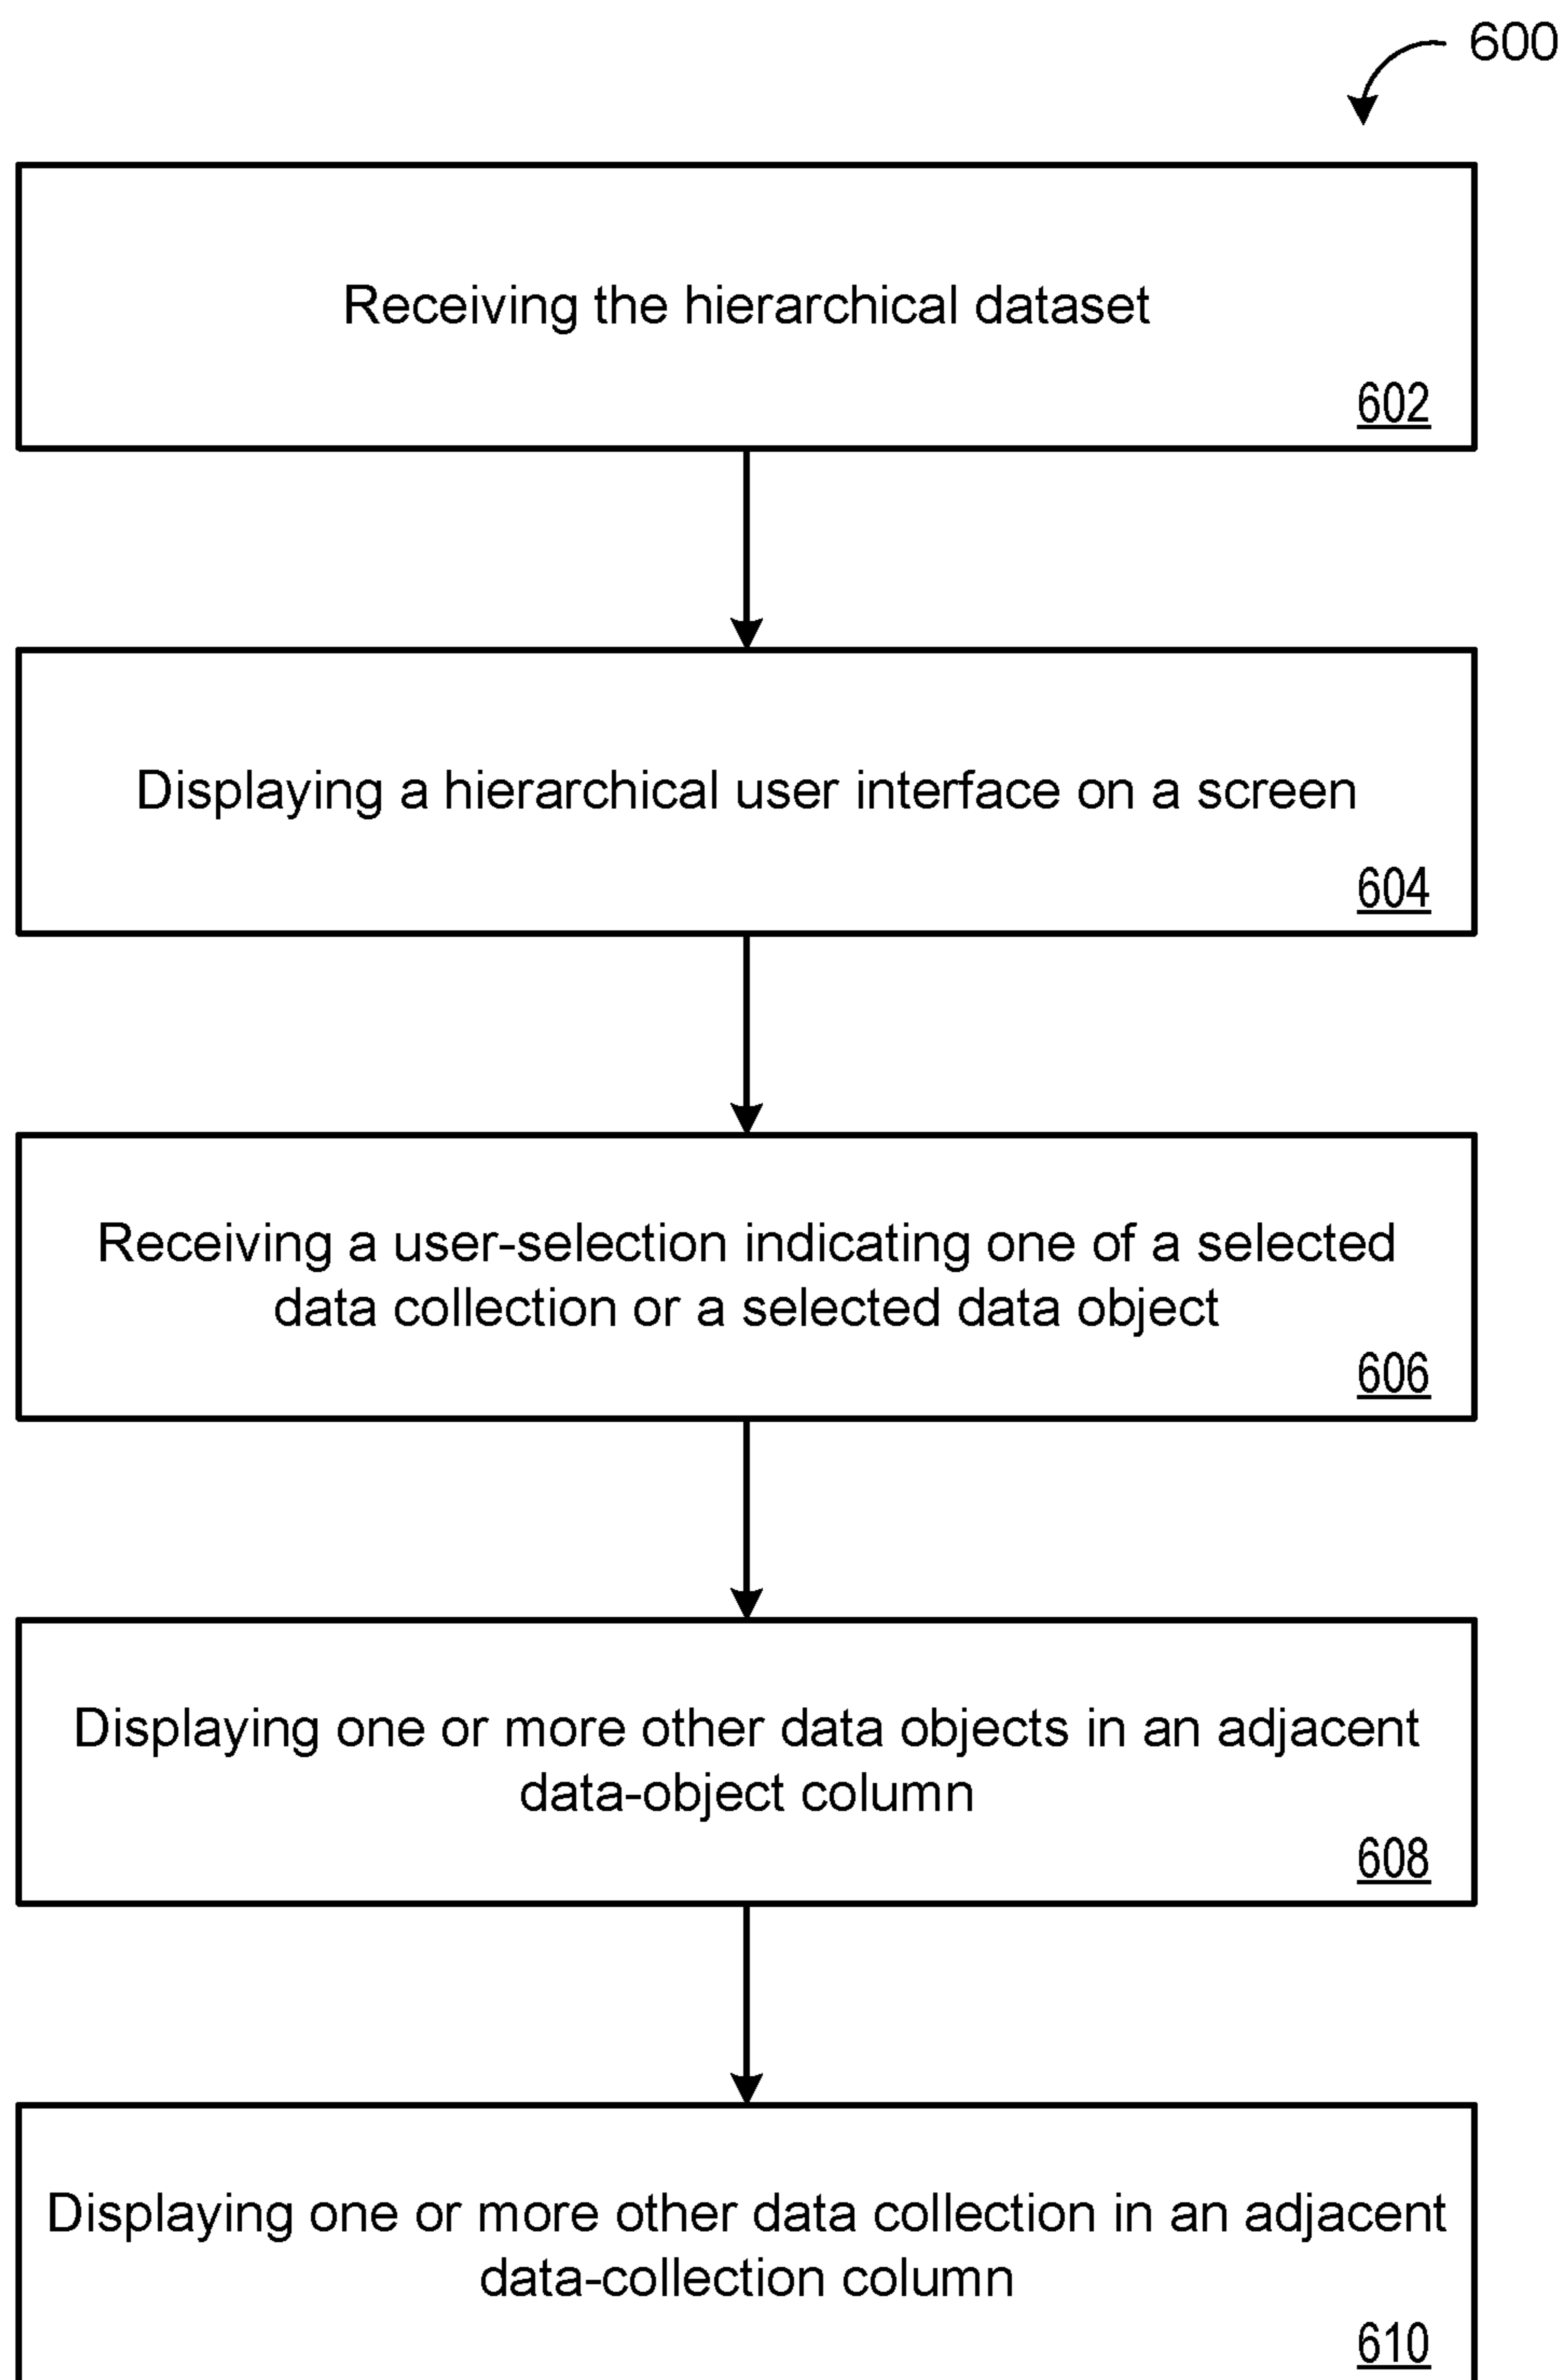 600
Receiving the hierarchical dataset
602
Displaying a hierarchical user interface on a screen
604
Receiving a user-selection indicating one of a selected
data collection or a selected data object
606
Displaying one or more other data objects in an adjacent
data-object column
608
Displaying one or more other data collection in an adjacent
data-collection column
610